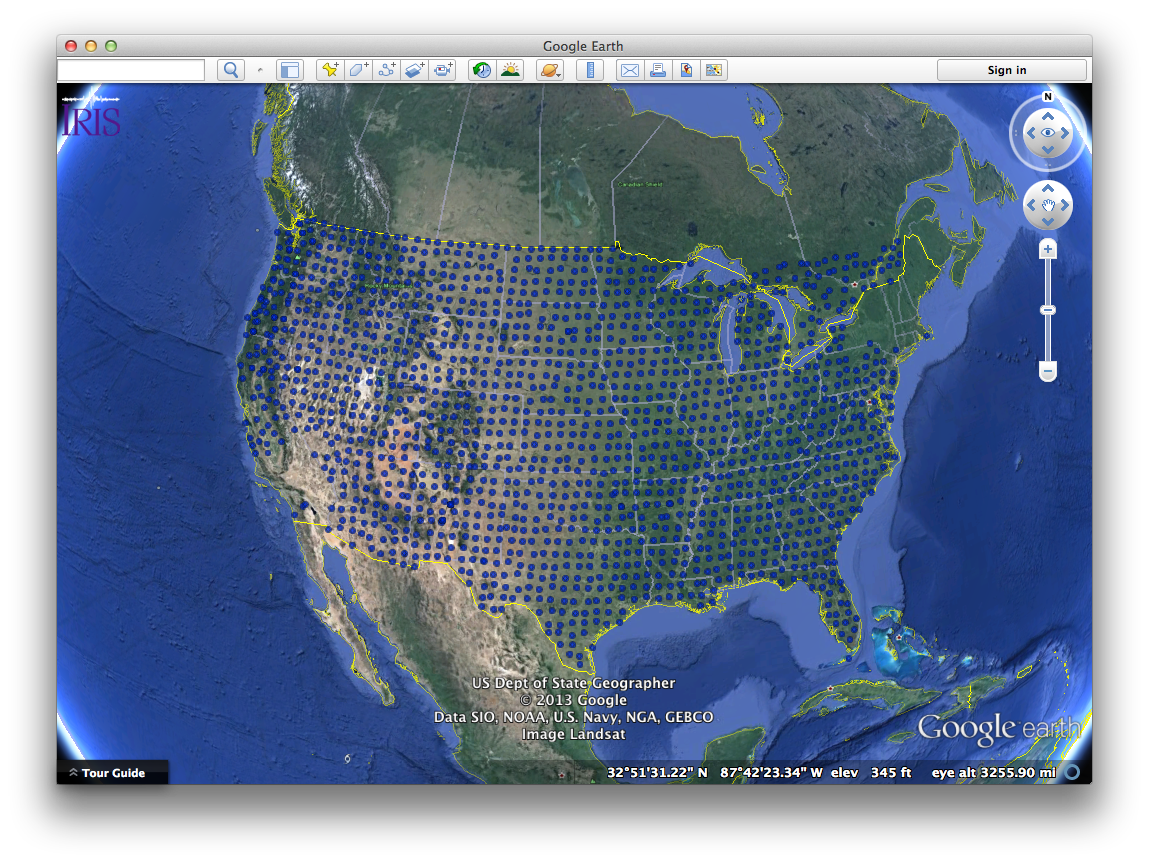 Google Earth
Sign in
N
IRIS
Canadian Shield
US Dept of State Geographer
© 2013 Google
Data SIO, NOAA, U.S. Navy, NGA, GEBCO
Image Landsat
Google earth
Tour Guide
32°51'31.22" N 87°42'23.34" W elev 345 ft eye alt 3255.90 mi